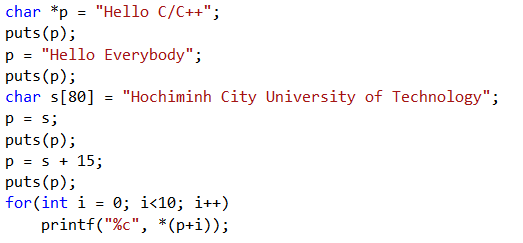 char *p = "Hello C/C++";
puts(p);
p = "Hello Everybody";
puts(p);
char s[80] = "Hochiminh City University of Technology";
p = s;
puts(p);
p = s + 15;
puts(p);
for(int i = 0; i<10; i++)
    printf("%c", *(p+i));